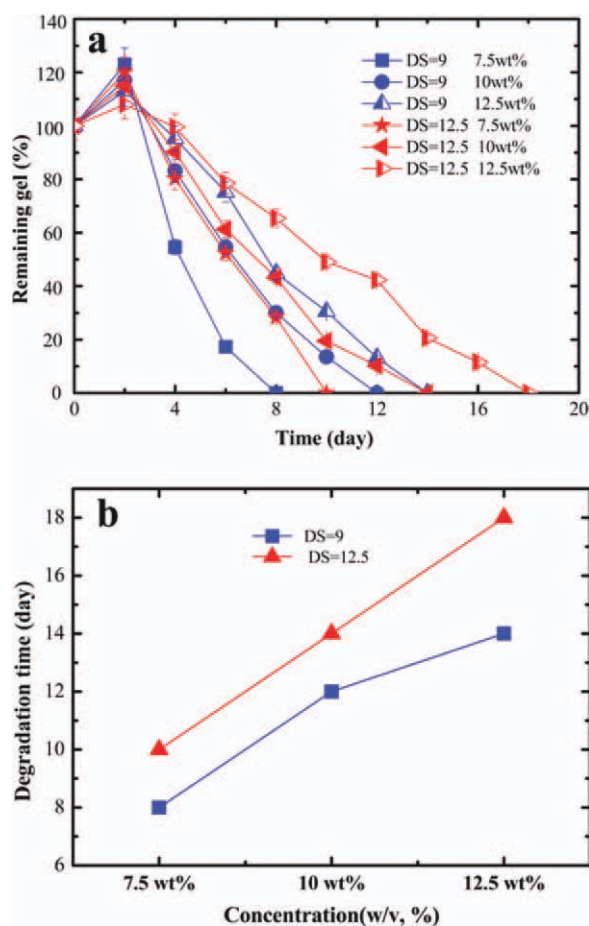 a
DS=9 7.5wt%
DS=9 10wt%
DS=9 12.5wt%
DS=12.5 7.5wt%
DS=12.5 10wt%
DS=12.5 12.5wt%
Remaining gel (%)
140
120
100
80
60
40
20
0
0 4 8 12 16 20
Time (day)
b
DS=9
DS=12.5
Degradation time (day)
18
16
14
12
10
8
6
7.5 wt% 10 wt% 12.5 wt%
Concentration(w/v, %)